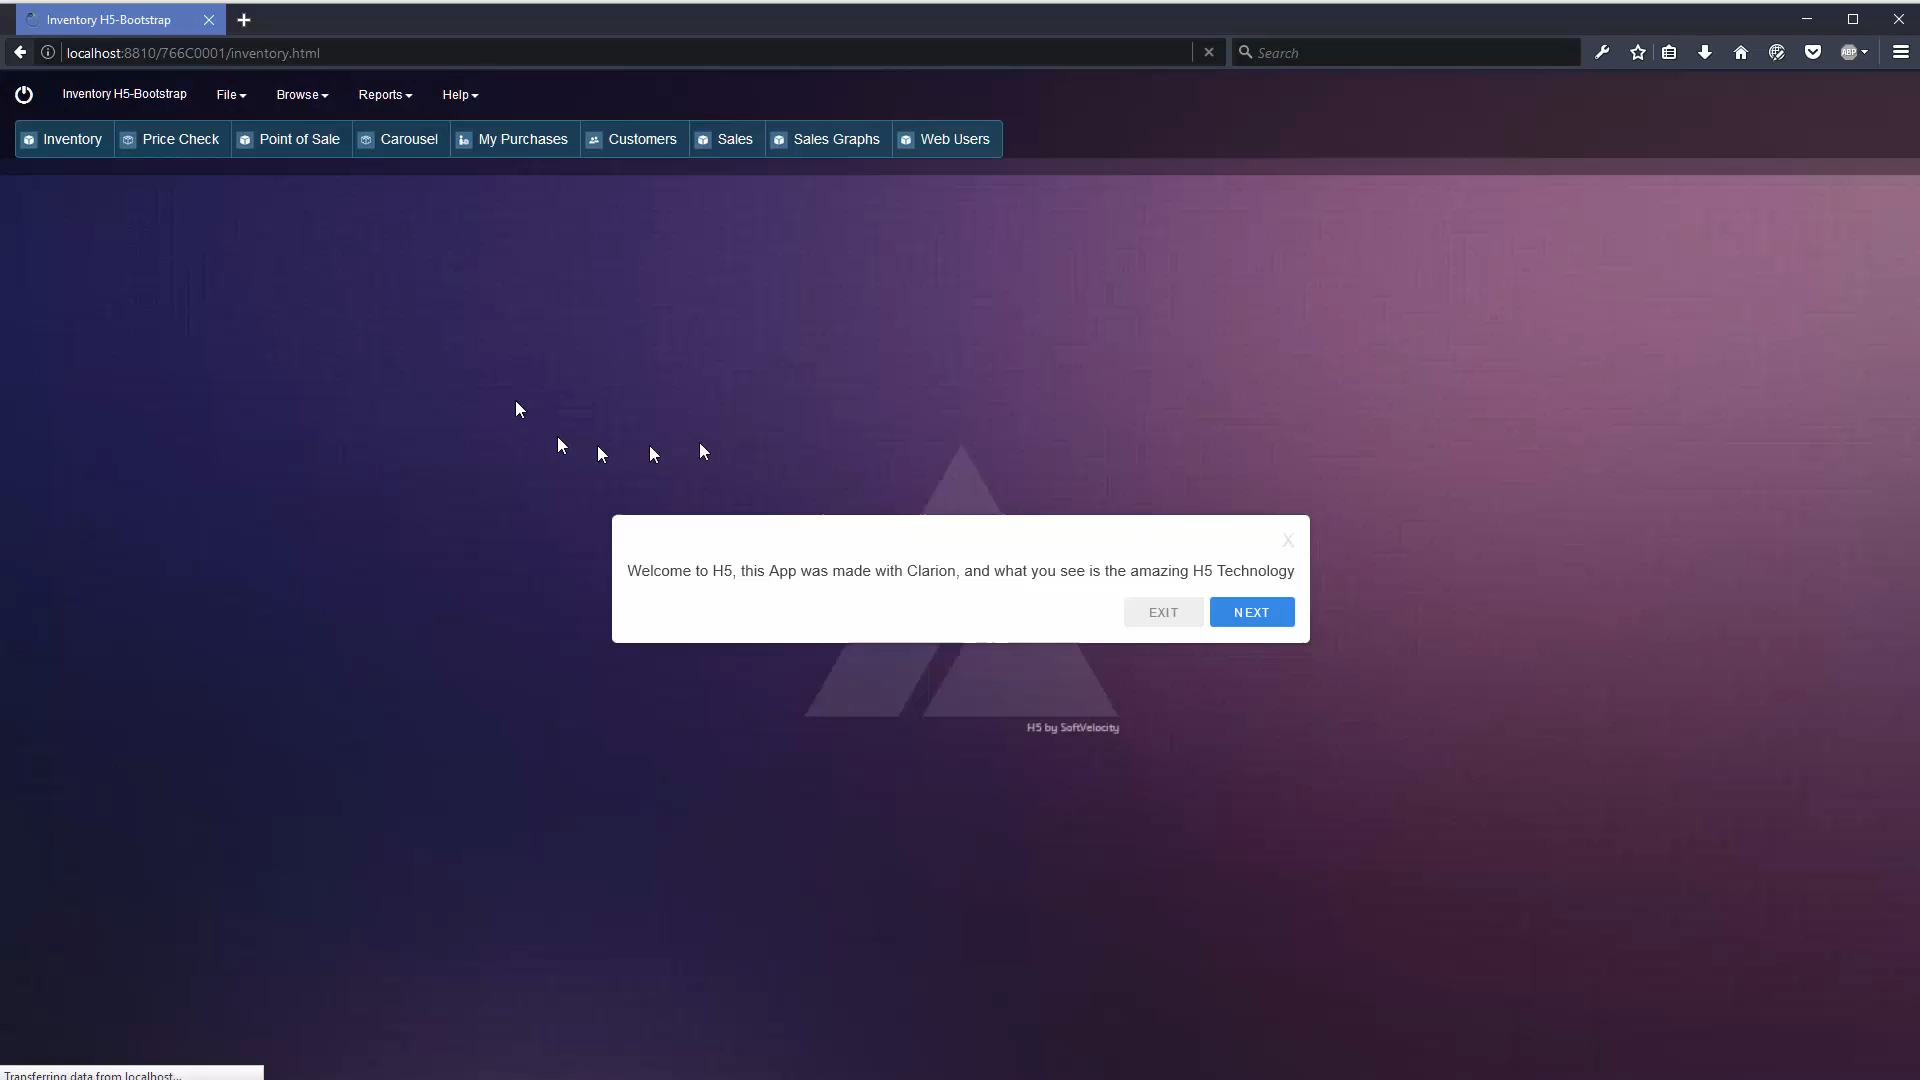 Inventory H5-Bootstrap
localhost:8810/766C0001/inventory.html
Search
ABP
Inventory H5-Bootstrap File Browse Reports Help
Inventory Price Check Point of Sale Carousel My Purchases Customers Sales Sales Graphs Web Users
X
Welcome to H5, this App was made with Clarion, and what you see is the amazing H5 Technology
EXIT NEXT
H5 by SoftVelocity
Transferring data from localhost...